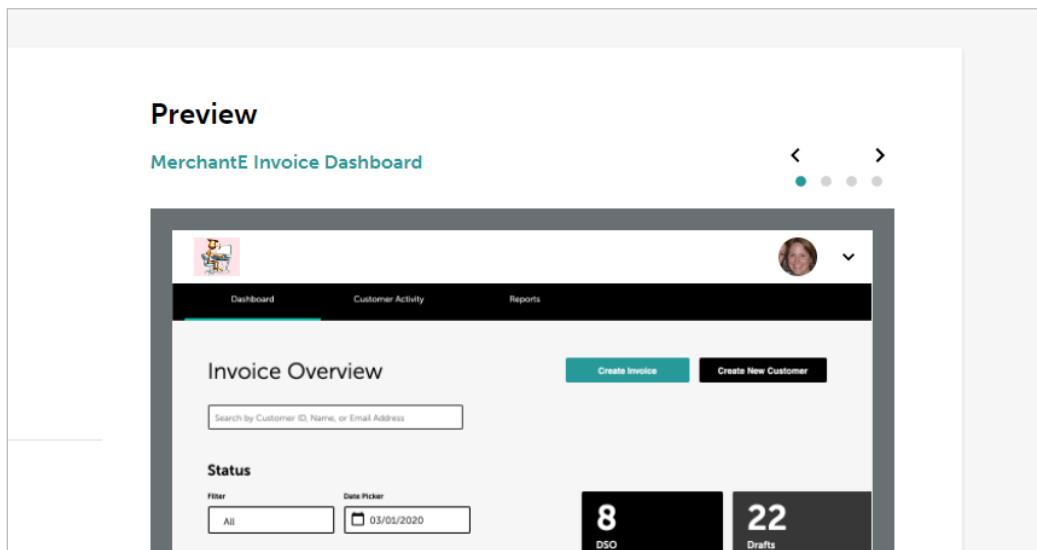 Preview
MerchantE Invoice Dashboard
Dashboard Customer Activity Reports
Invoice Overview
Create Invoice Create New Customer
Search by Customer ID, Name, or Email Address
Status
Filter Date Picker
All 03/01/2020
8 22
DSO Drafts